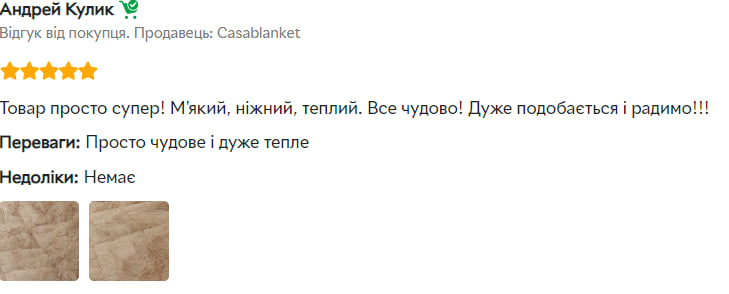 Андрей Кулик
Відгук від покупця. Продавець: Casablanket
Товар просто супер! М'який, ніжний, теплий. Все чудово! Дуже подобається і радимо!!!
Переваги: Просто чудове і дуже тепле
Недоліки: Немає